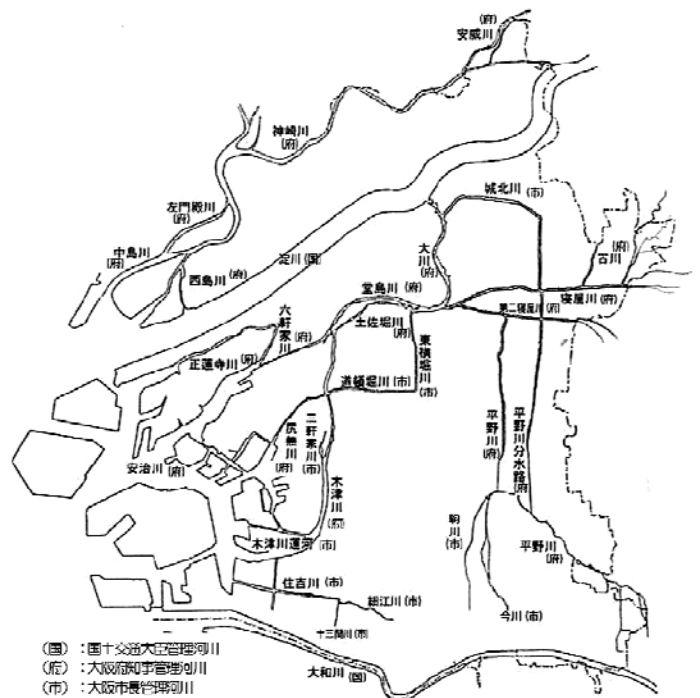 安威川(府)
神崎川(府)
左門殿川(府)
中島川(府)
西島川(府)
淀川(国)
城北川(市)
大川(府)
古川(府)
堂島川(府)
寝屋川(府)
第二寝屋川(府)
土佐堀川(府)
六軒家川(府)
正蓮寺川(府)
東横堀川(市)
道頓堀川(市)
安治川(府)
尻無川(府)
二軒家川(市)
木津川(府)
平野川(府)
平野川分水路(府)
木津川運河(市)
駒川(市)
平野川(府)
住吉川(市)
細江川(市)
十三間川(市)
今川(市)
大和川(国)
(国):国土交通大臣管理河川
(府):大阪府知事管理河川
(市):大阪市長管理河川